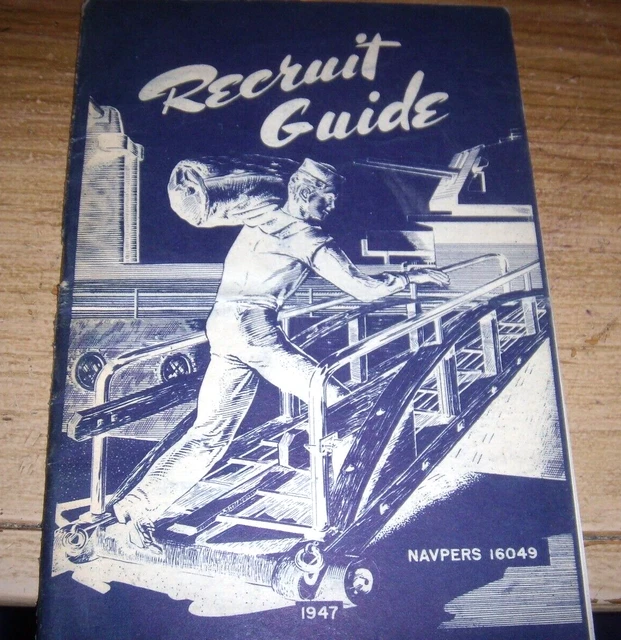 Recruit
Guide
NAVPERS 16049
1947